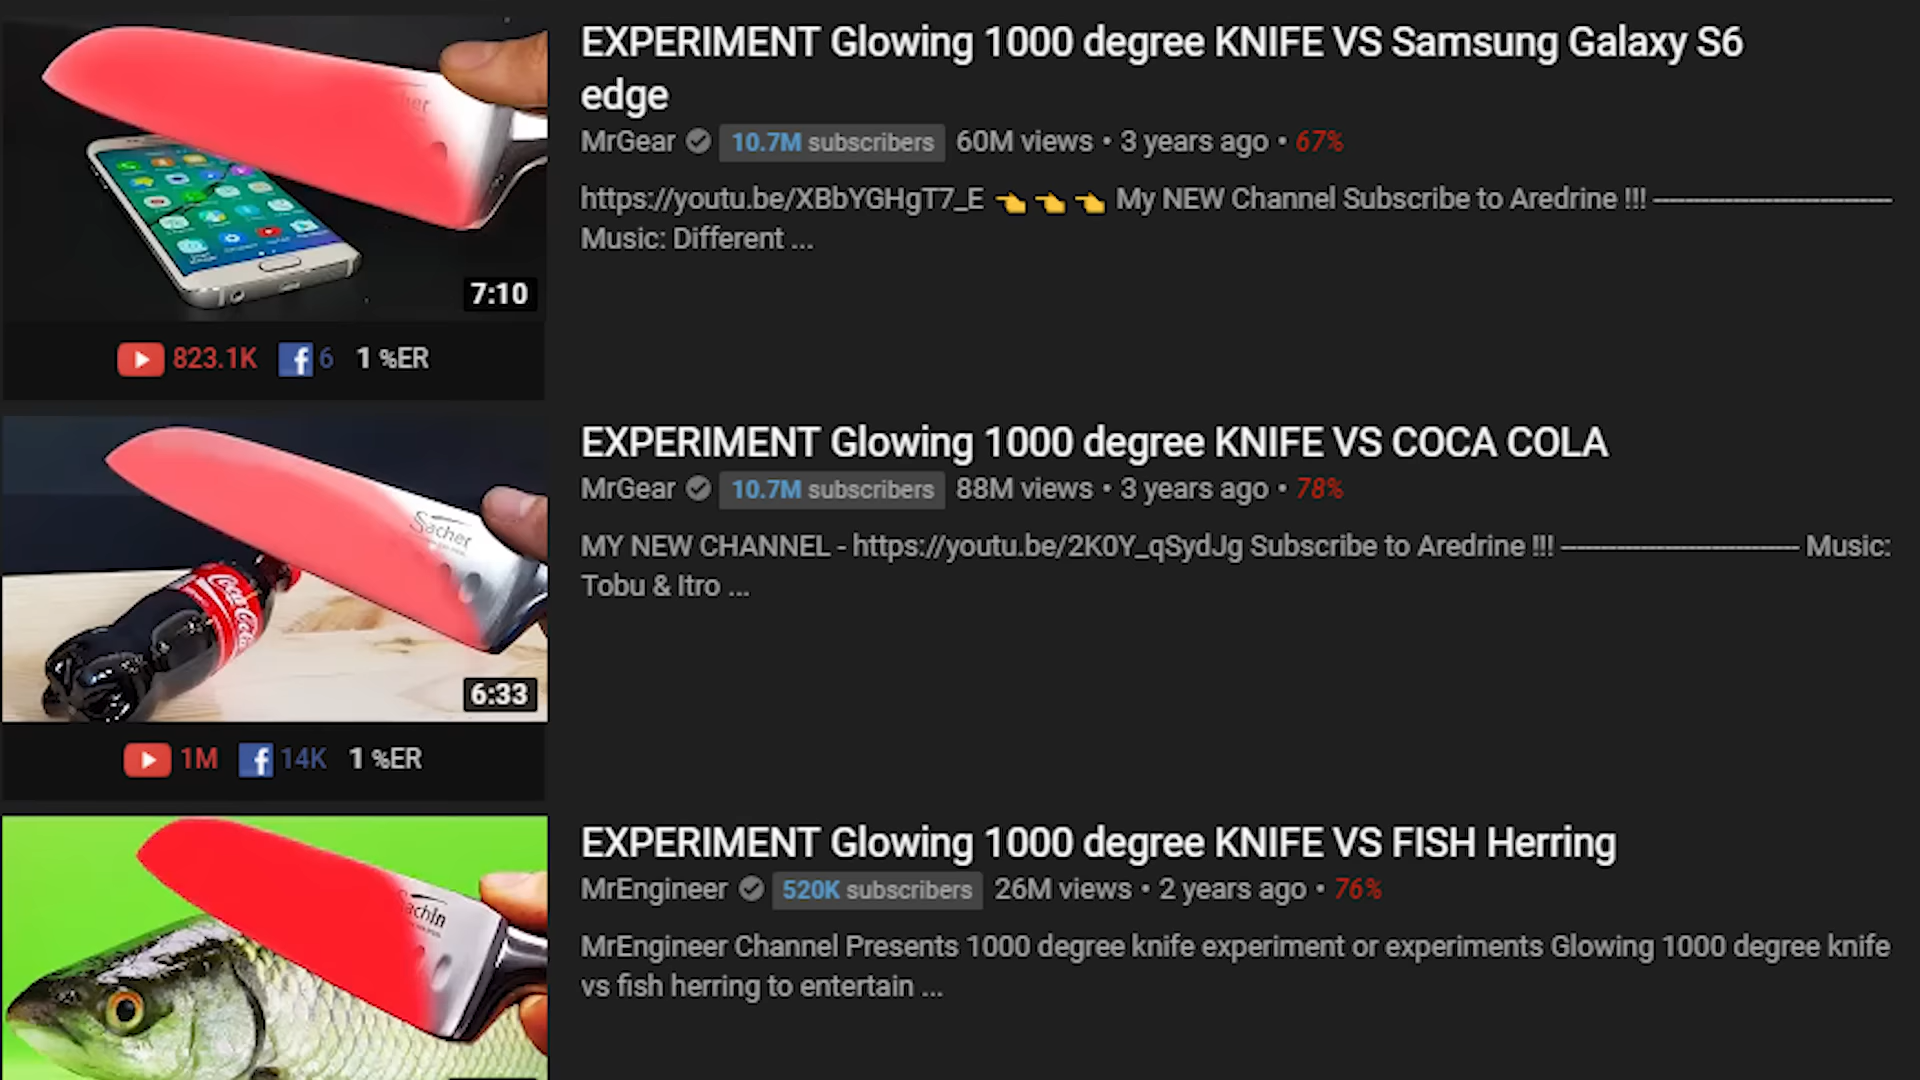 EXPERIMENT Glowing 1000 degree KNIFE VS Samsung Galaxy S6
edge
MrGear 10.7M subscribers 60M views • 3 years ago • 67%
https://youtu.be/XBbYGHgT7_E 👈 👈 👈 My NEW Channel Subscribe to Aredrine !!! ------------------------------
Music: Different ...
7:10
823.1K f 6 1 %ER
EXPERIMENT Glowing 1000 degree KNIFE VS COCA COLA
MrGear 10.7M subscribers 88M views • 3 years ago • 78%
MY NEW CHANNEL - https://youtu.be/2K0Y_qSydJg Subscribe to Aredrine !!! ------------------------------ Music:
Tobu & Itro ...
Sacher
Coca-Cola
6:33
1M f 14K 1 %ER
EXPERIMENT Glowing 1000 degree KNIFE VS FISH Herring
MrEngineer 520K subscribers 26M views • 2 years ago • 76%
MrEngineer Channel Presents 1000 degree knife experiment or experiments Glowing 1000 degree knife
vs fish herring to entertain ...
SachIn